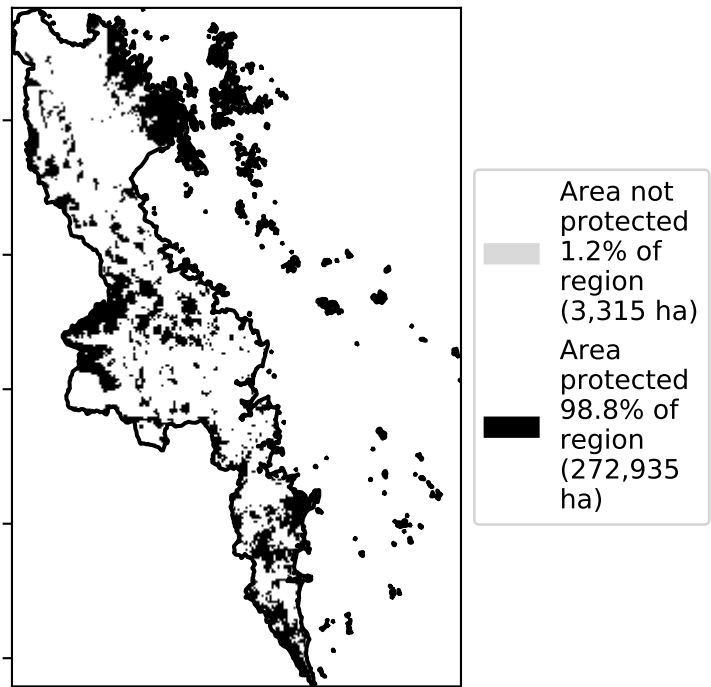 Area not
protected
1.2% of
region
(3,315 ha)
Area
protected
98.8% of
region
(272,935
ha)